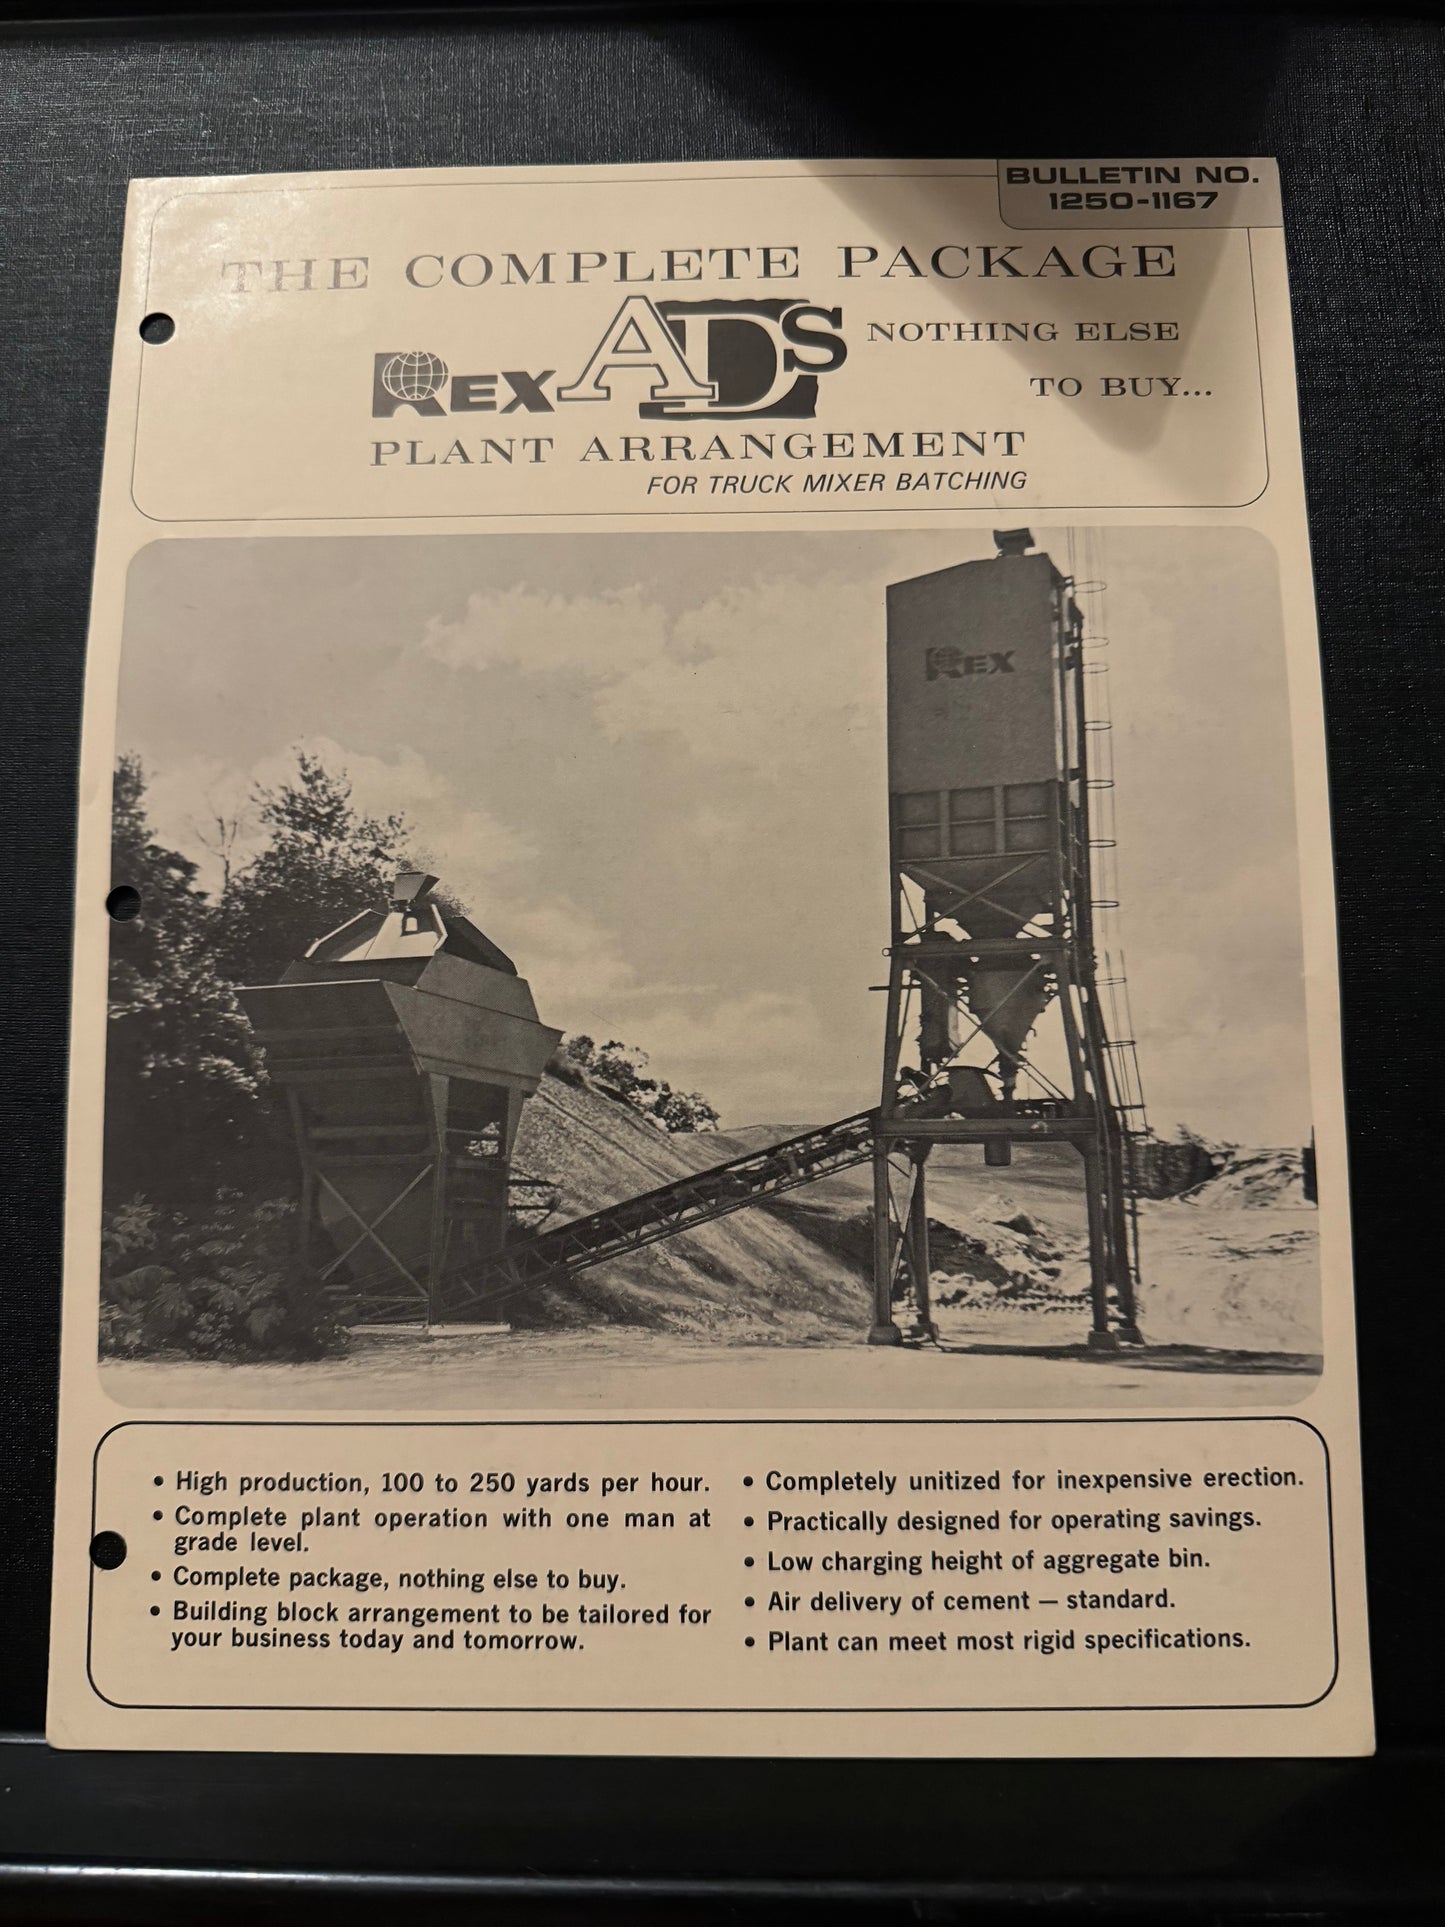 BULLETIN NO.
1250-1167
THE COMPLETE PACKAGE
REX ADS NOTHING ELSE
TO BUY...
PLANT ARRANGEMENT
FOR TRUCK MIXER BATCHING
REX
• High production, 100 to 250 yards per hour.
• Complete plant operation with one man at
grade level.
• Complete package, nothing else to buy.
• Building block arrangement to be tailored for
your business today and tomorrow.
• Completely unitized for inexpensive erection.
• Practically designed for operating savings.
• Low charging height of aggregate bin.
• Air delivery of cement — standard.
• Plant can meet most rigid specifications.